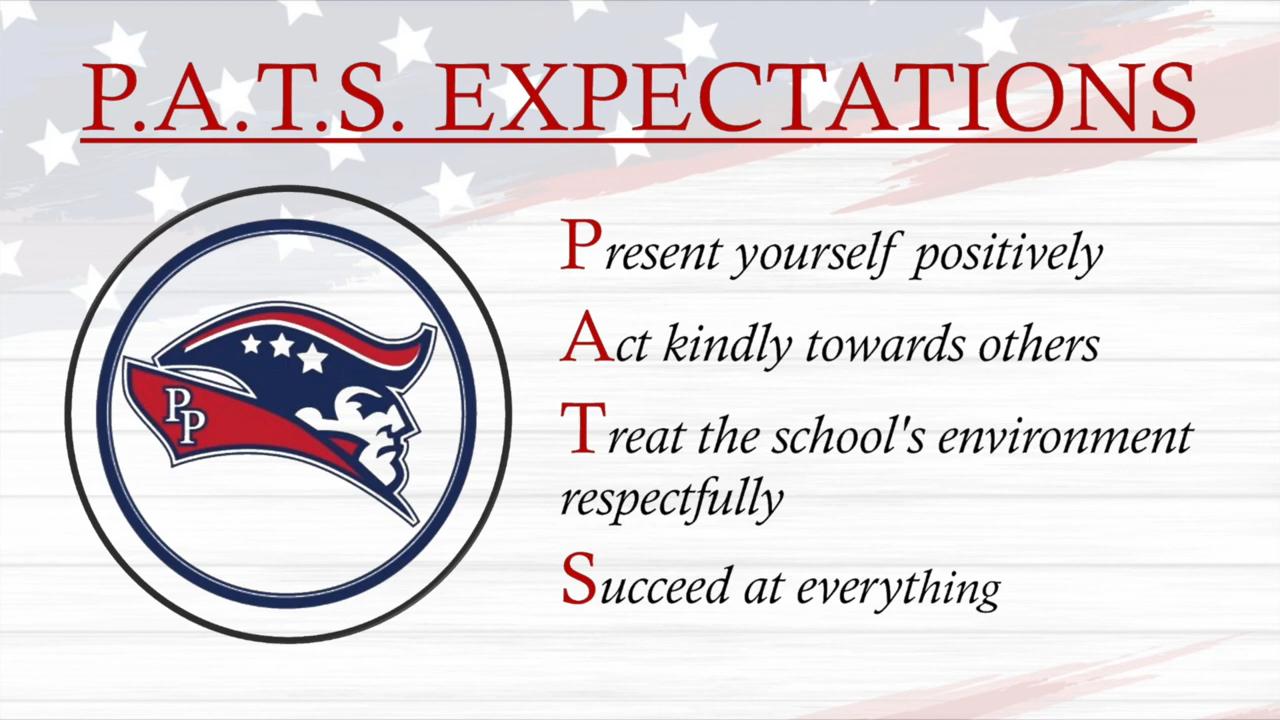 P.A.T.S. EXPECTATIONS
Present yourself positively
Act kindly towards others
Treat the school's environment
respectfully
Succeed at everything
PP